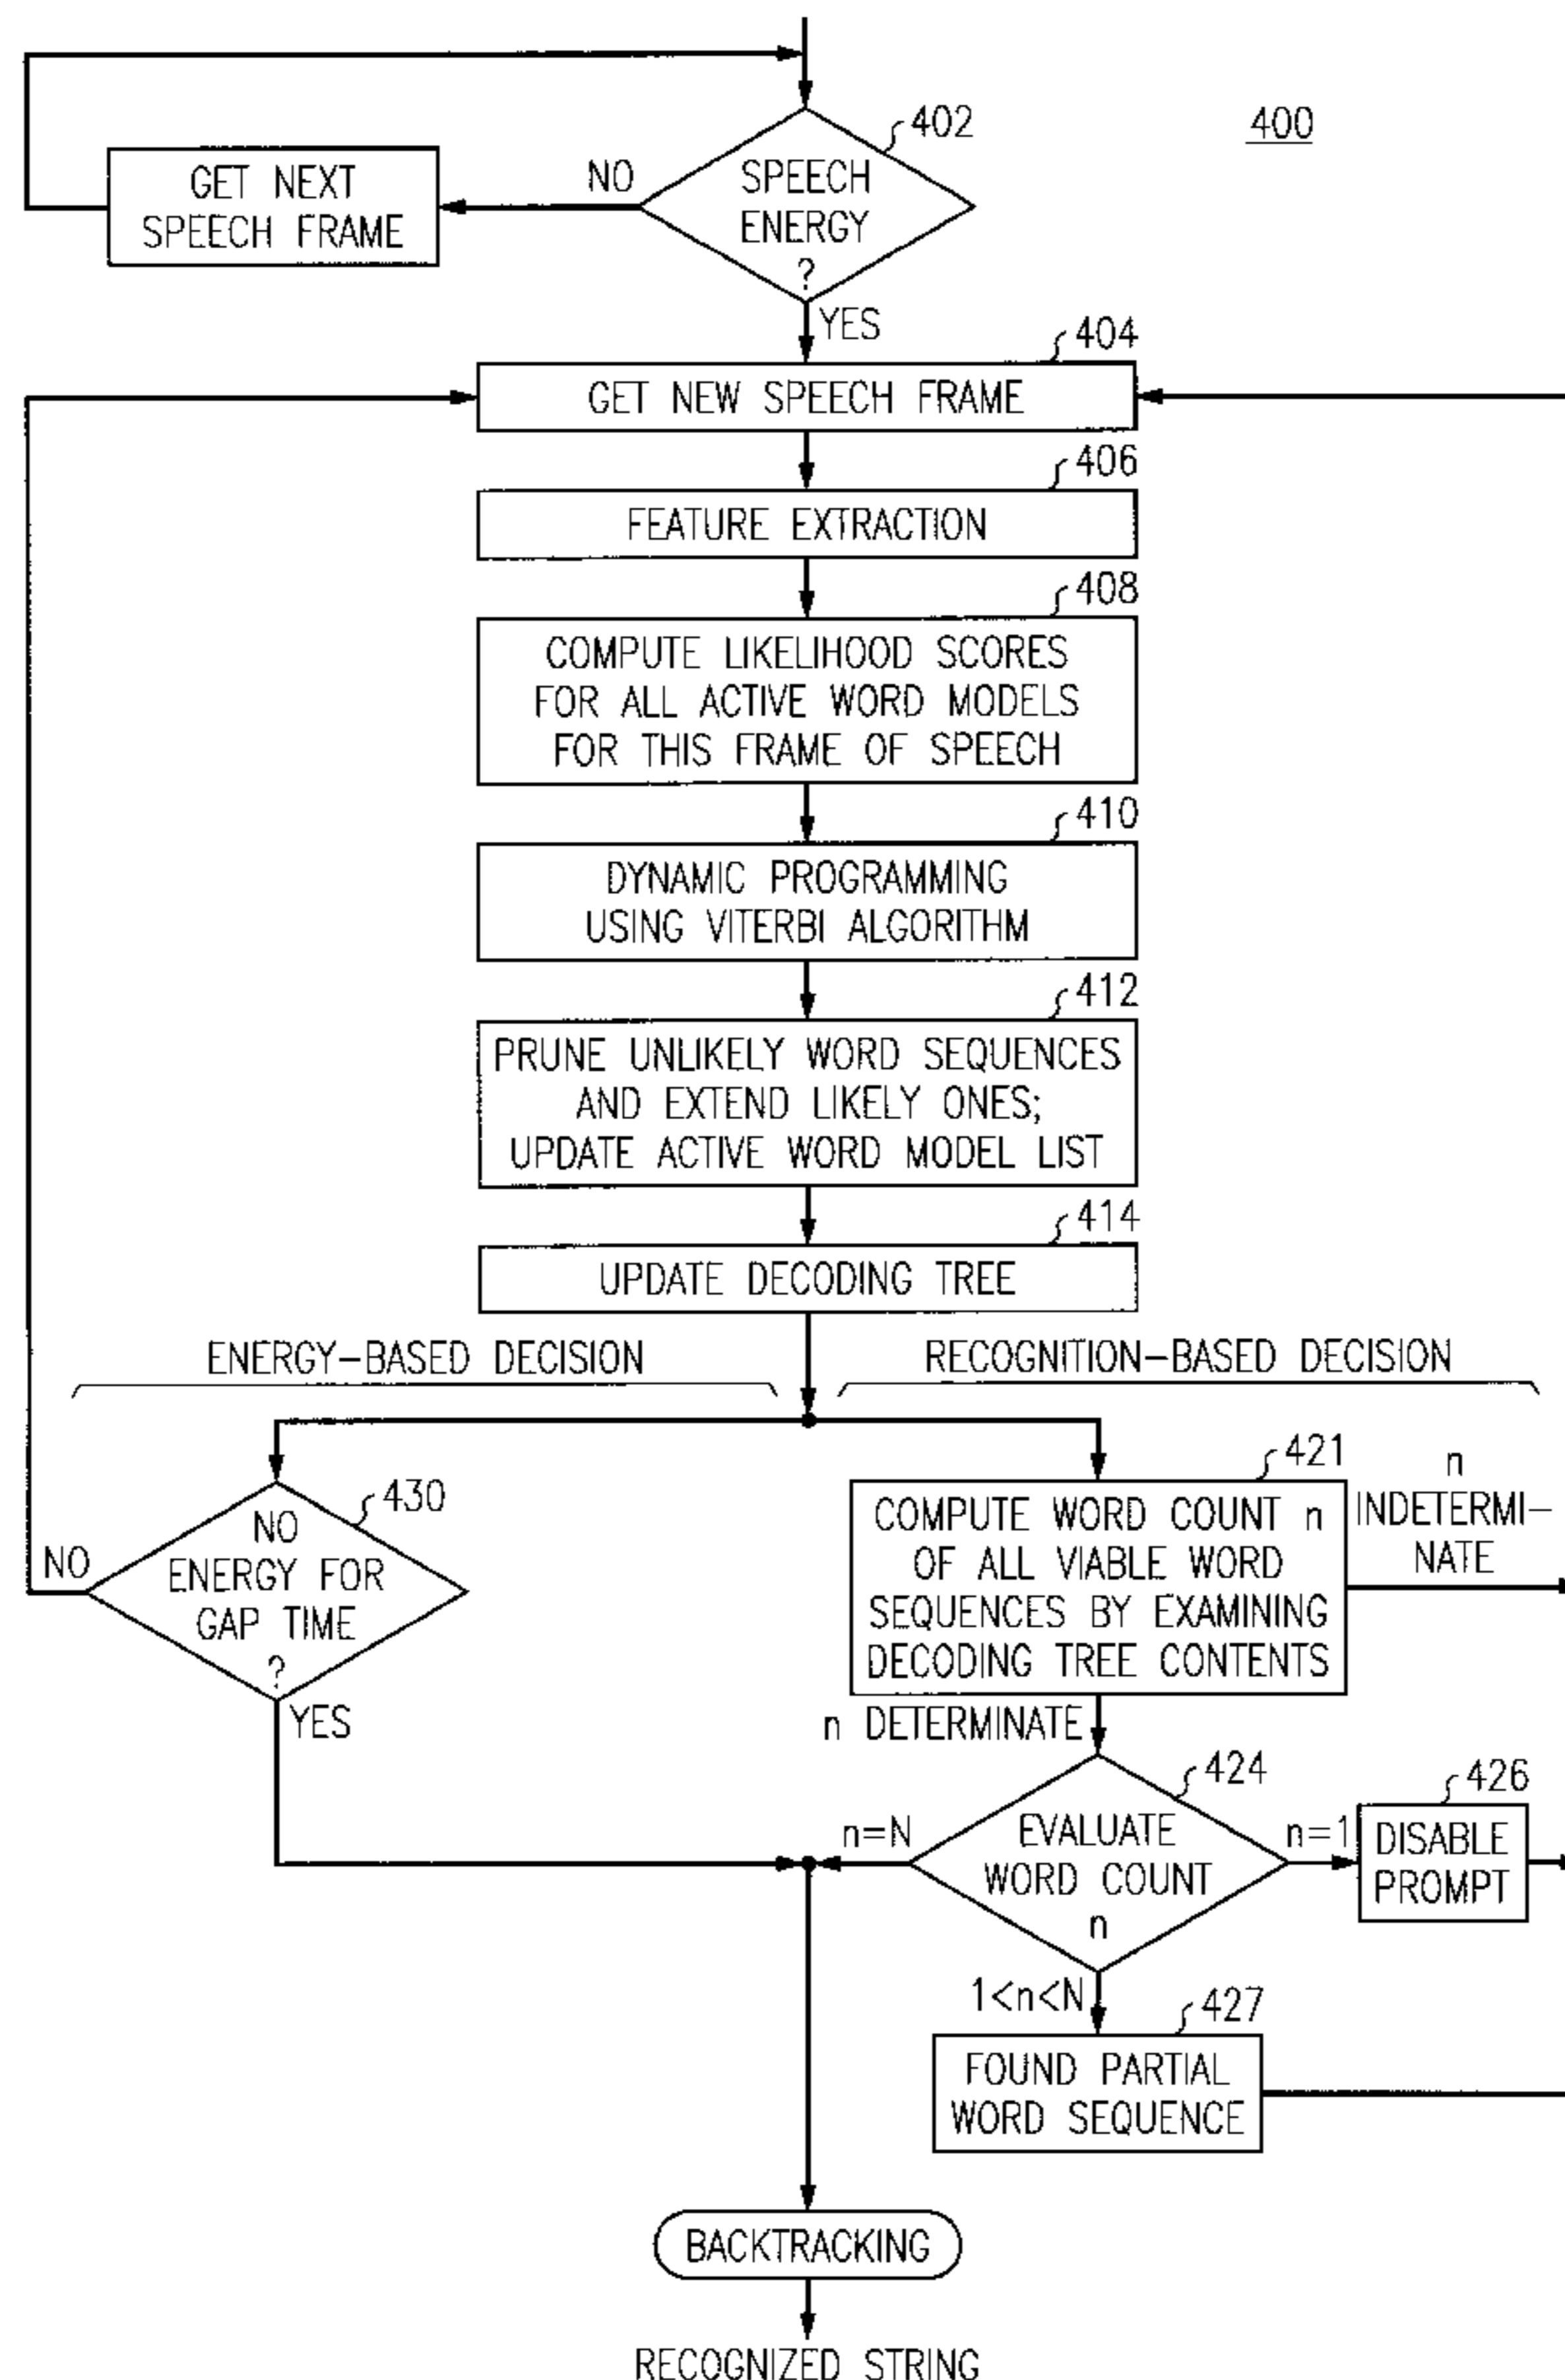 402
400
SPEECH
ENERGY
?
NO
GET NEXT
SPEECH FRAME
YES
404
GET NEW SPEECH FRAME
406
FEATURE EXTRACTION
408
COMPUTE LIKELIHOOD SCORES
FOR ALL ACTIVE WORD MODELS
FOR THIS FRAME OF SPEECH
410
DYNAMIC PROGRAMMING
USING VITERBI ALGORITHM
412
PRUNE UNLIKELY WORD SEQUENCES
AND EXTEND LIKELY ONES;
UPDATE ACTIVE WORD MODEL LIST
414
UPDATE DECODING TREE
ENERGY-BASED DECISION
RECOGNITION-BASED DECISION
430
NO
ENERGY FOR
GAP TIME
?
NO
YES
421
COMPUTE WORD COUNT n
OF ALL VIABLE WORD
SEQUENCES BY EXAMINING
DECODING TREE CONTENTS
n
INDETERMI-
NATE
n DETERMINATE
424
EVALUATE
WORD COUNT
n
n=N
n=1
426
DISABLE
PROMPT
1<n<N
427
FOUND PARTIAL
WORD SEQUENCE
BACKTRACKING
RECOGNIZED STRING